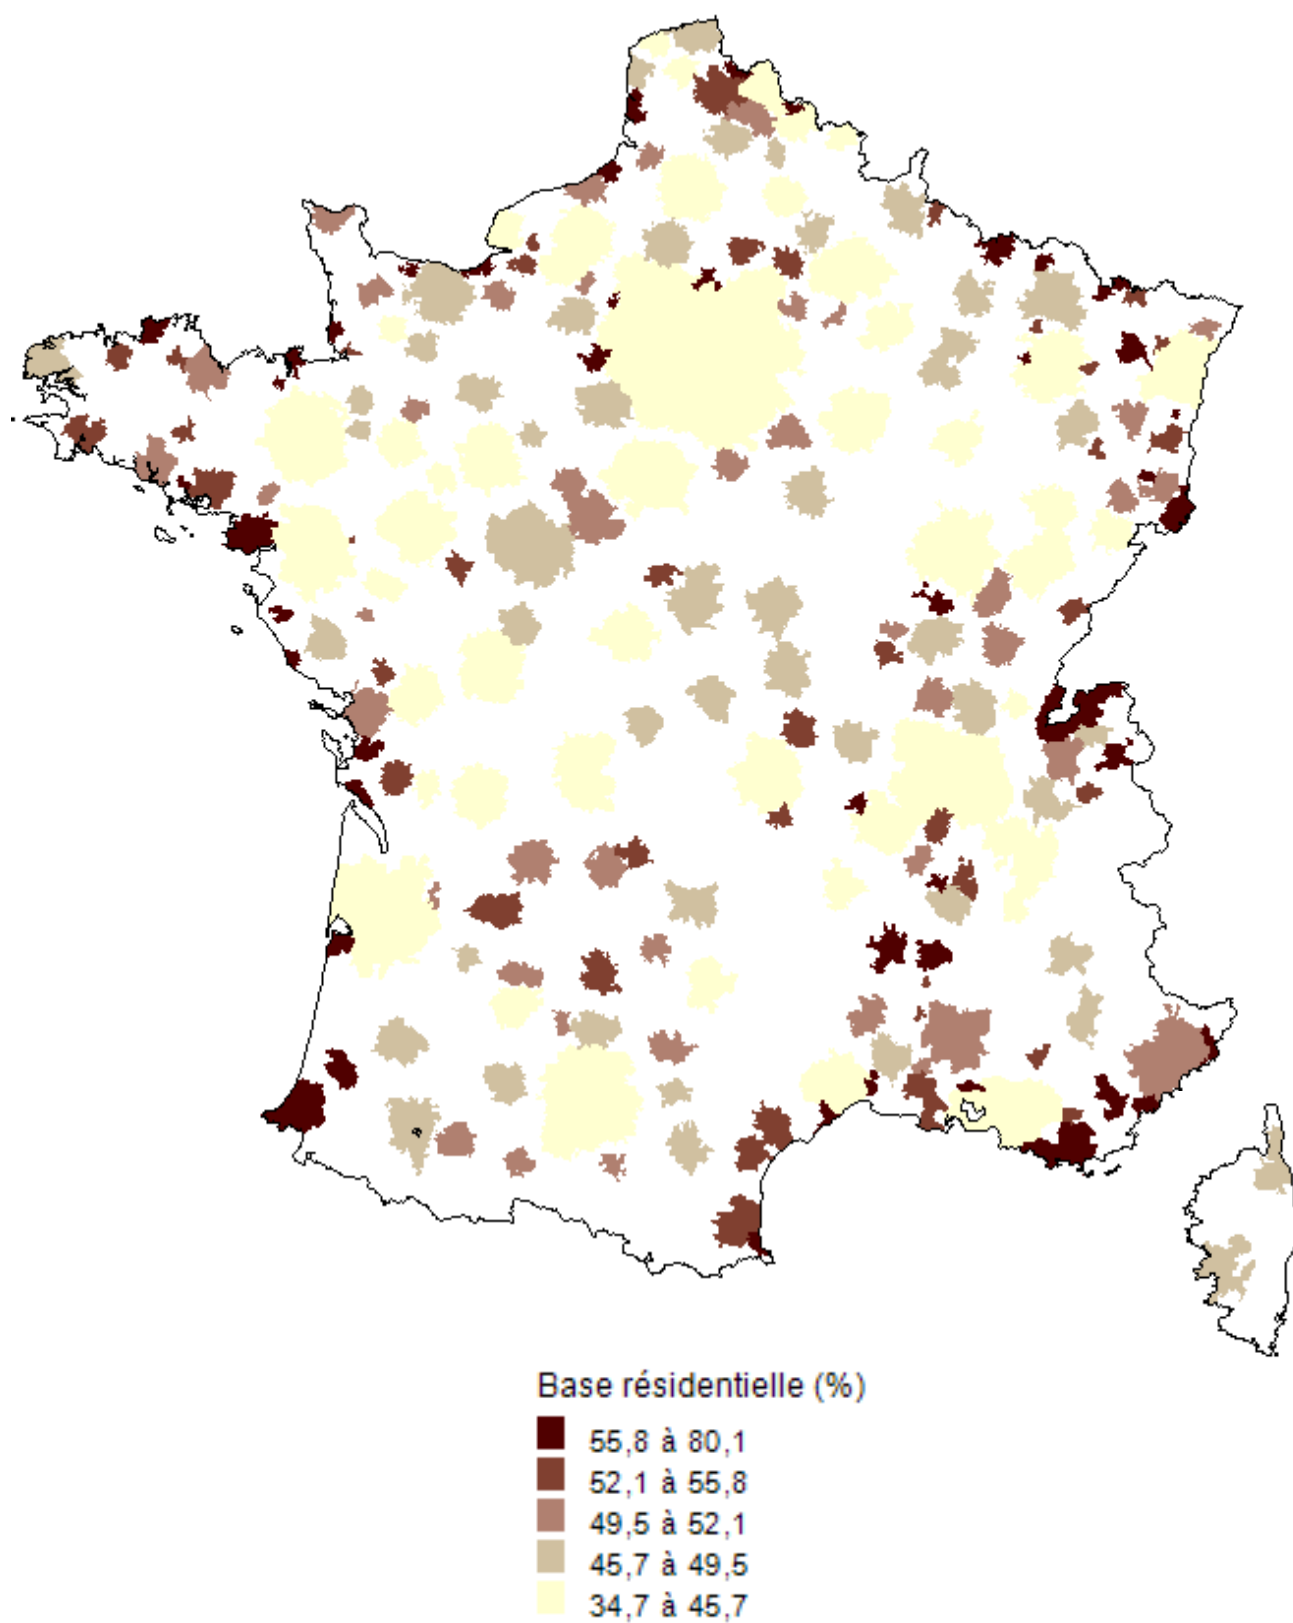 Base résidentielle (%)
55,8 à 80,1
52,1 à 55,8
49,5 à 52,1
45,7 à 49,5
34,7 à 45,7